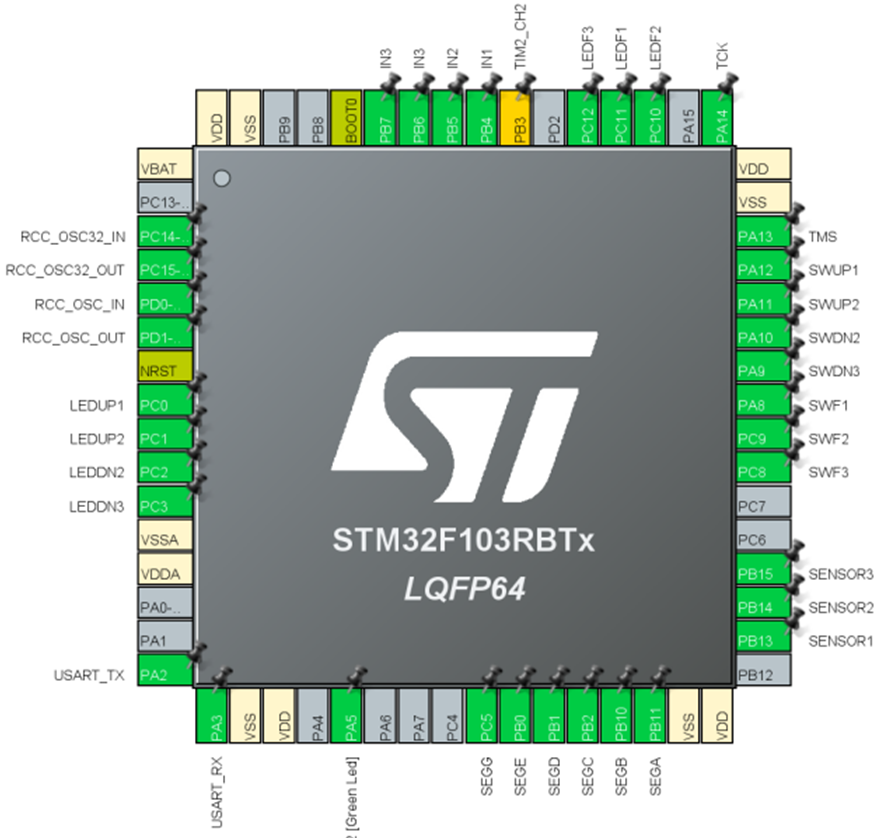 IN3
IN3
IN2
IN1
TIM2_CH2
LEDF3
LEDF1
LEDF2
TCK
VDD
VSS
PB9
PB8
BOOT0
PB7
PB6
PB5
PB4
PB3
PD2
PC12
PC11
PC10
PA15
PA14
VBAT
PC13-..
RCC_OSC32_IN PC14-..
RCC_OSC32_OUT PC15-..
RCC_OSC_IN PD0-..
RCC_OSC_OUT PD1-..
NRST
LEDUP1 PC0
LEDUP2 PC1
LEDDN2 PC2
LEDDN3 PC3
VSSA
VDDA
PA0-..
PA1
USART_TX PA2
ST
STM32F103RBTx
LQFP64
VDD
VSS
PA13 TMS
PA12 SWUP1
PA11 SWUP2
PA10 SWDN2
PA9 SWDN3
PA8 SWF1
PC9 SWF2
PC8 SWF3
PC7
PC6
PB15 SENSOR3
PB14 SENSOR2
PB13 SENSOR1
PB12
PA3
VSS
VDD
PA4
PA5
PA6
PA7
PC4
PC5
PB0
PB1
PB2
PB10
PB11
VSS
VDD
USART_RX
2 [Green Led]
SEGG
SEGE
SEGD
SEGC
SEGB
SEGA